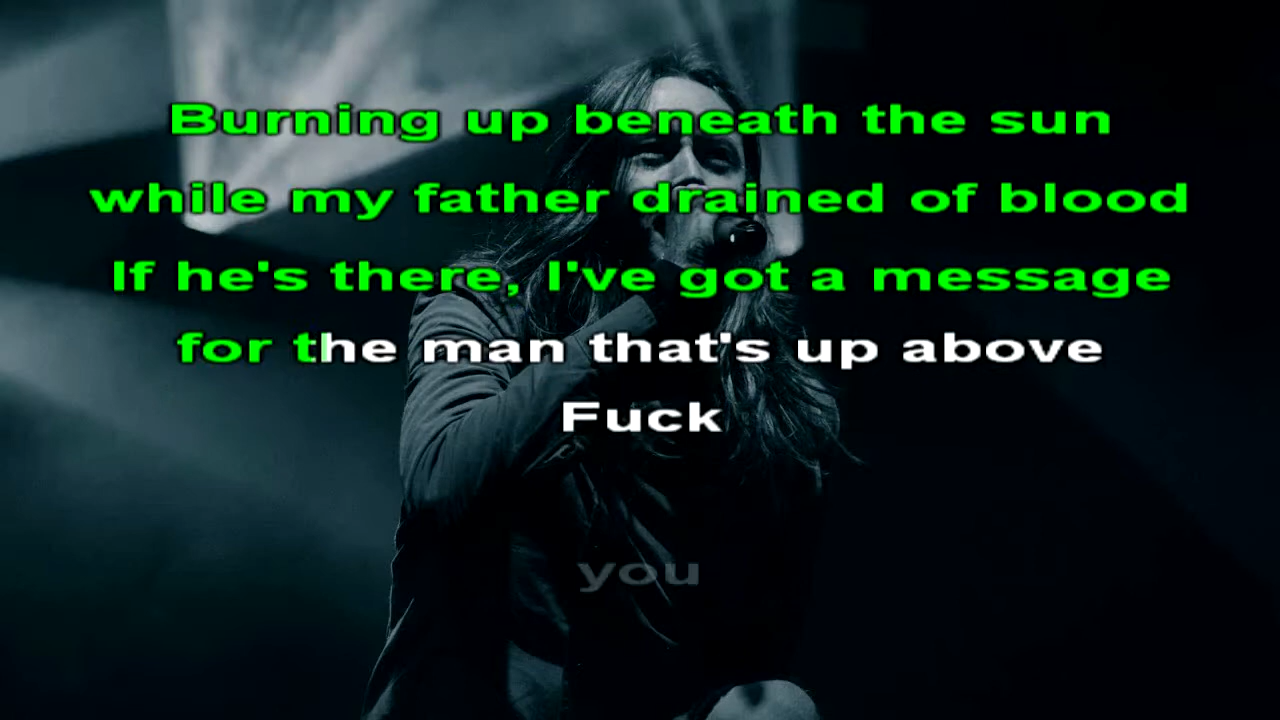 Burning up beneath the sun
while my father drained of blood
If he's there, I've got a message
for the man that's up above
Fuck
you